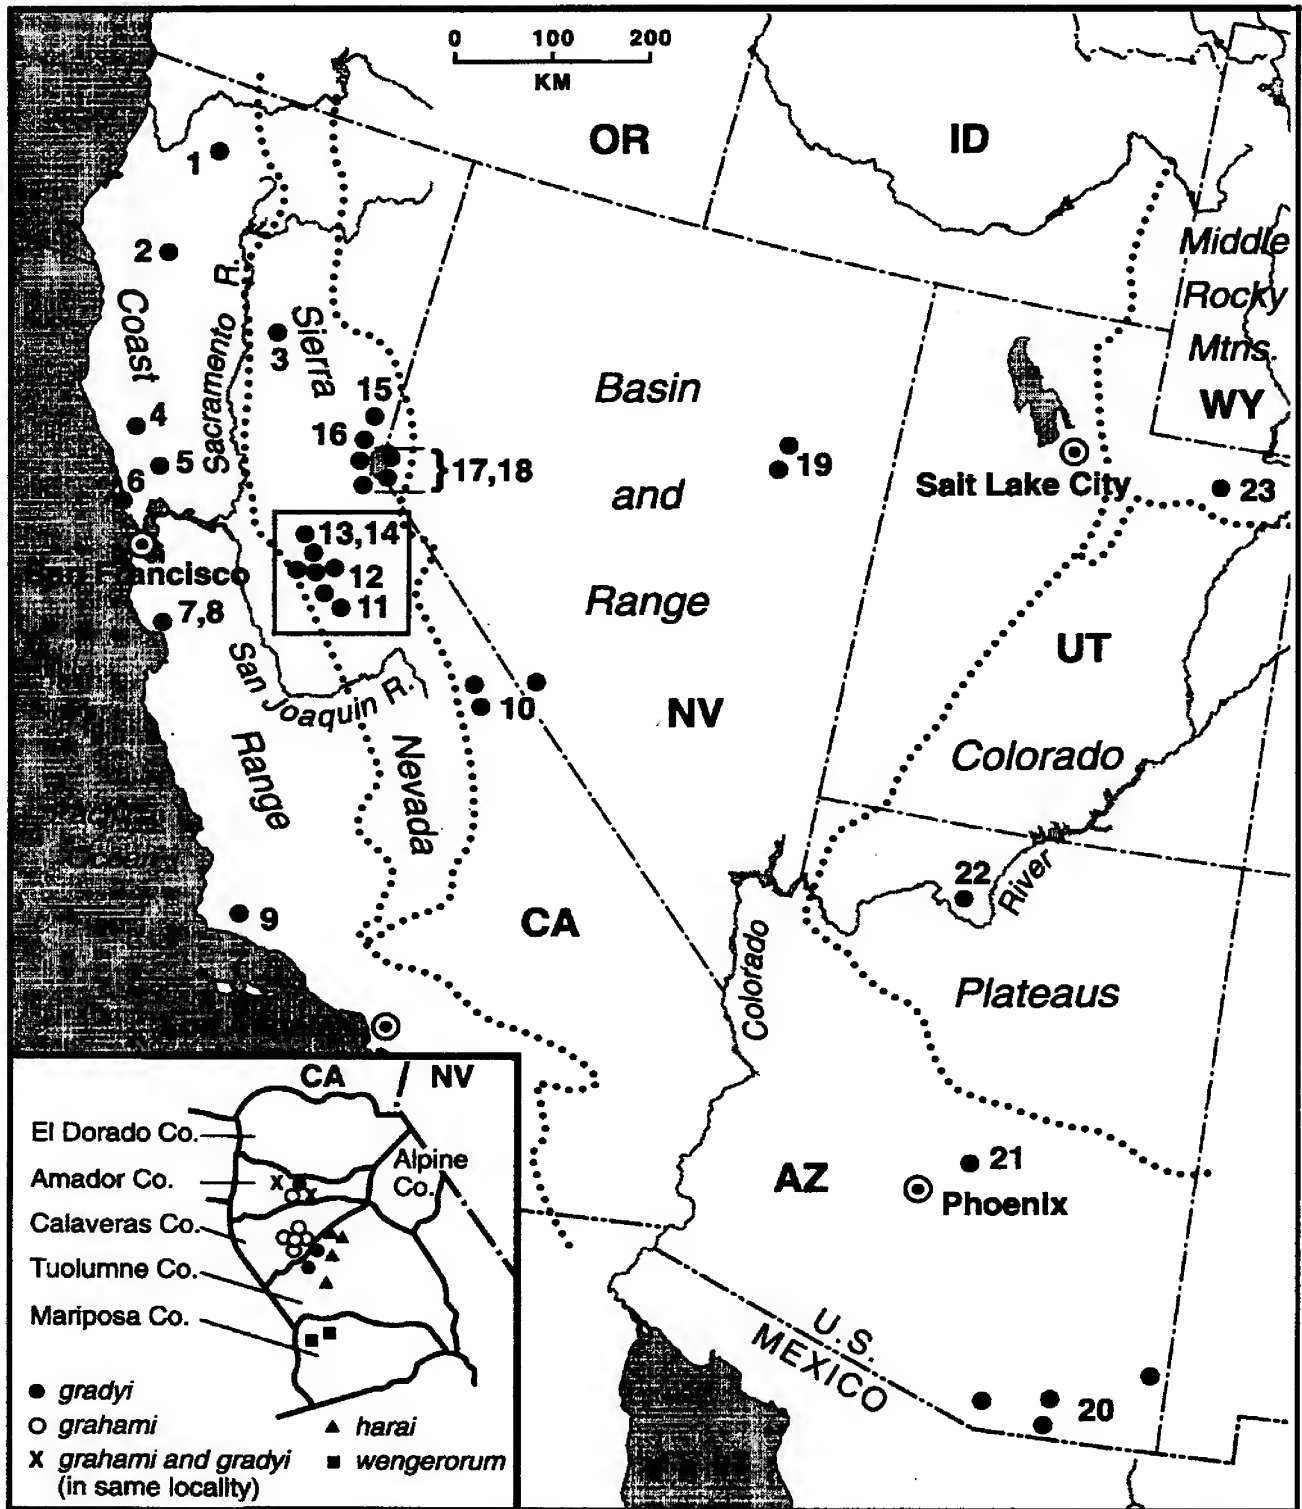 0 100 200
KM
OR
ID
1
2
Middle
Rocky
Mtns.
WY
Coast
Sacramento R.
Sierra
3
Basin
and
Range
15
16
4
5
6
17,18
19
Salt Lake City
23
13,14
12
11
San Francisco
7,8
San Joaquin R.
UT
10
NV
Range
Nevada
Colorado
Ocean
22
River
9
CA
Colorado
Plateaus
21
AZ
Phoenix
U.S.
MEXICO
20
CA NV
El Dorado Co.
Alpine
Co.
Amador Co.
Calaveras Co.
Tuolumne Co.
Mariposa Co.
gradyi
grahami
harai
x grahami and gradyi
(in same locality)
wengerorum